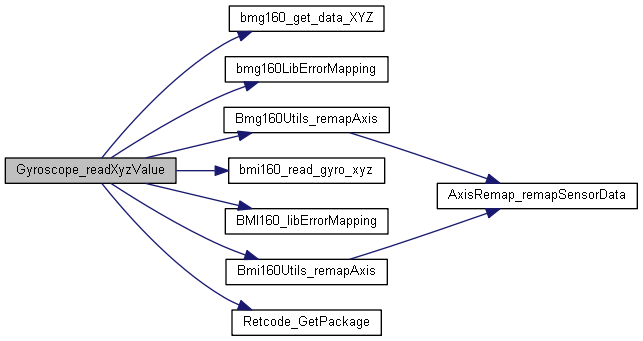 bmg160_get_data_XYZ
bmg160LibErrorMapping
Bmg160Utils_remapAxis
Gyroscope_readXyzValue
bmi160_read_gyro_xyz
AxisRemap_remapSensorData
BMI160_libErrorMapping
Bmi160Utils_remapAxis
Retcode_GetPackage